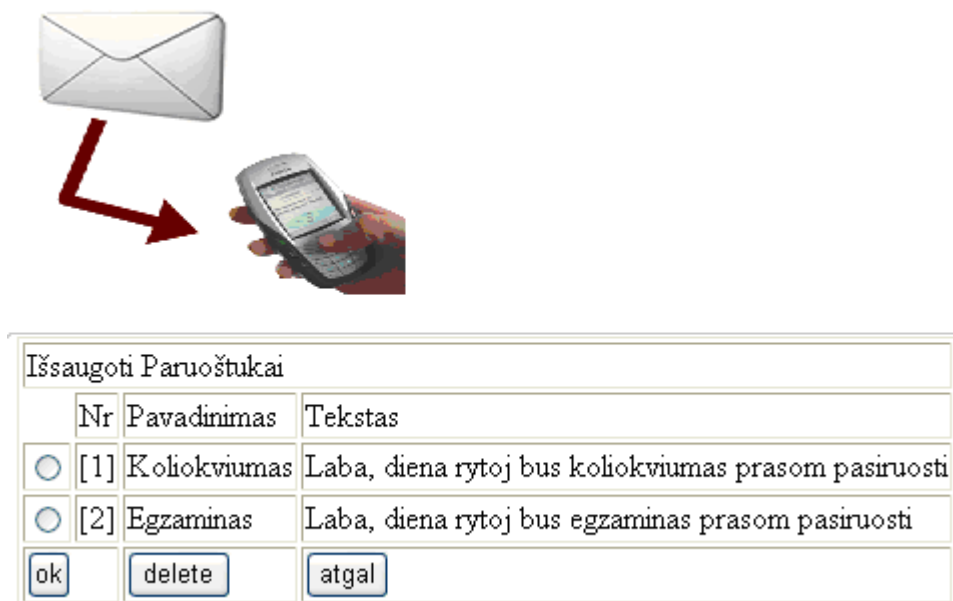 Išsaugoti Paruoštukai
Nr Pavadinimas Tekstas
[1] Koliokviumas Laba, diena rytoj bus koliokviumas prasom pasiruosti
[2] Egzaminas Laba, diena rytoj bus egzaminas prasom pasiruosti
ok delete atgal